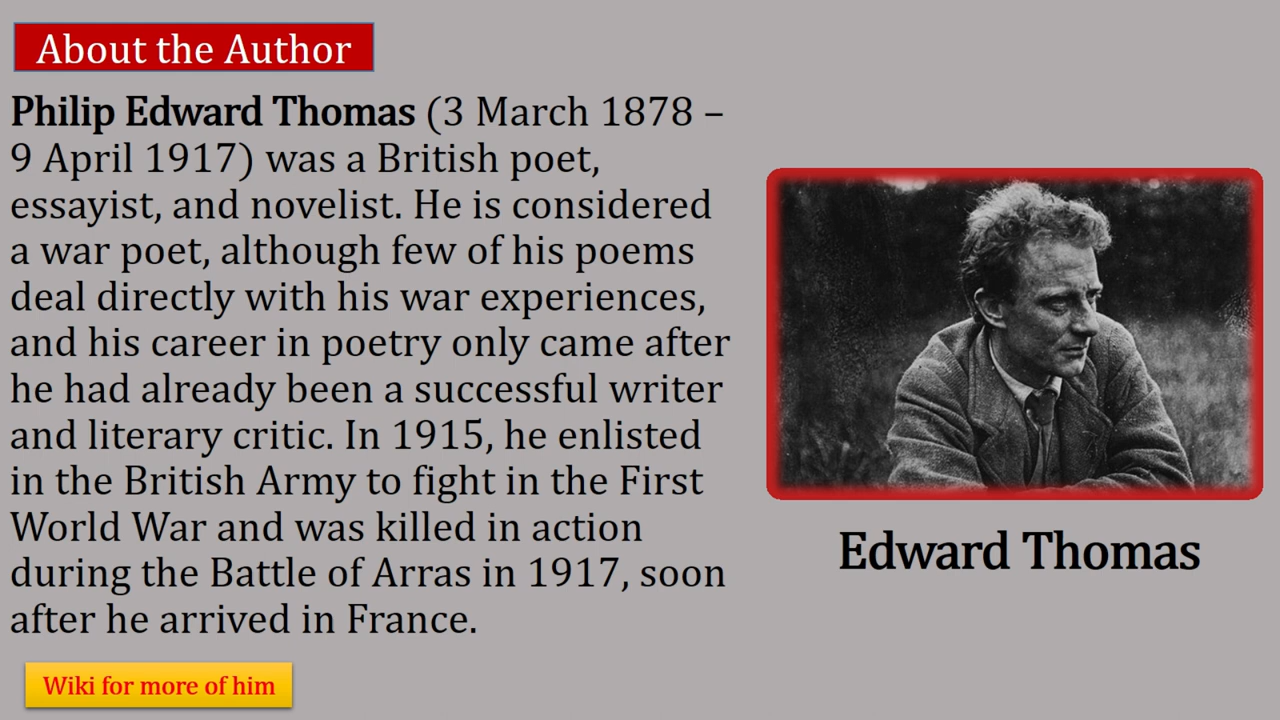 About the Author
Philip Edward Thomas (3 March 1878 –
9 April 1917) was a British poet,
essayist, and novelist. He is considered
a war poet, although few of his poems
deal directly with his war experiences,
and his career in poetry only came after
he had already been a successful writer
and literary critic. In 1915, he enlisted
in the British Army to fight in the First
World War and was killed in action
during the Battle of Arras in 1917, soon
after he arrived in France.
Edward Thomas
Wiki for more of him